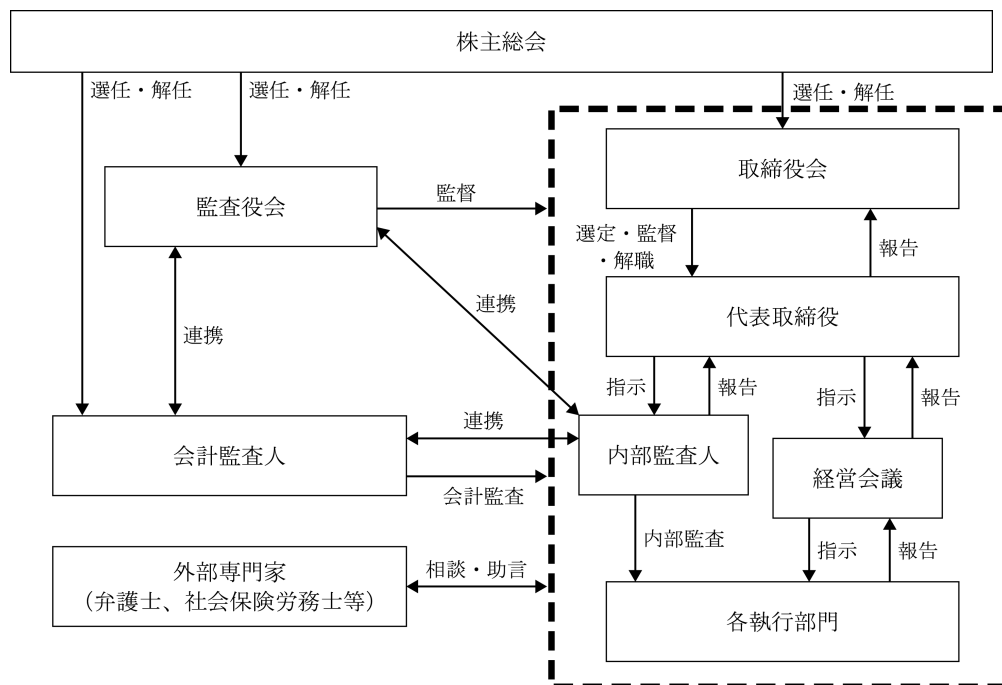 株主総会
選任・解任
選任・解任
選任・解任
取締役会
監査役会
監督
選定・監督
・解職
報告
代表取締役
連携
連携
指示
報告
指示
報告
連携
会計監査人
内部監査人
経営会議
会計監査
内部監査
指示
報告
外部専門家
（弁護士、社会保険労務士等）
相談・助言
各執行部門